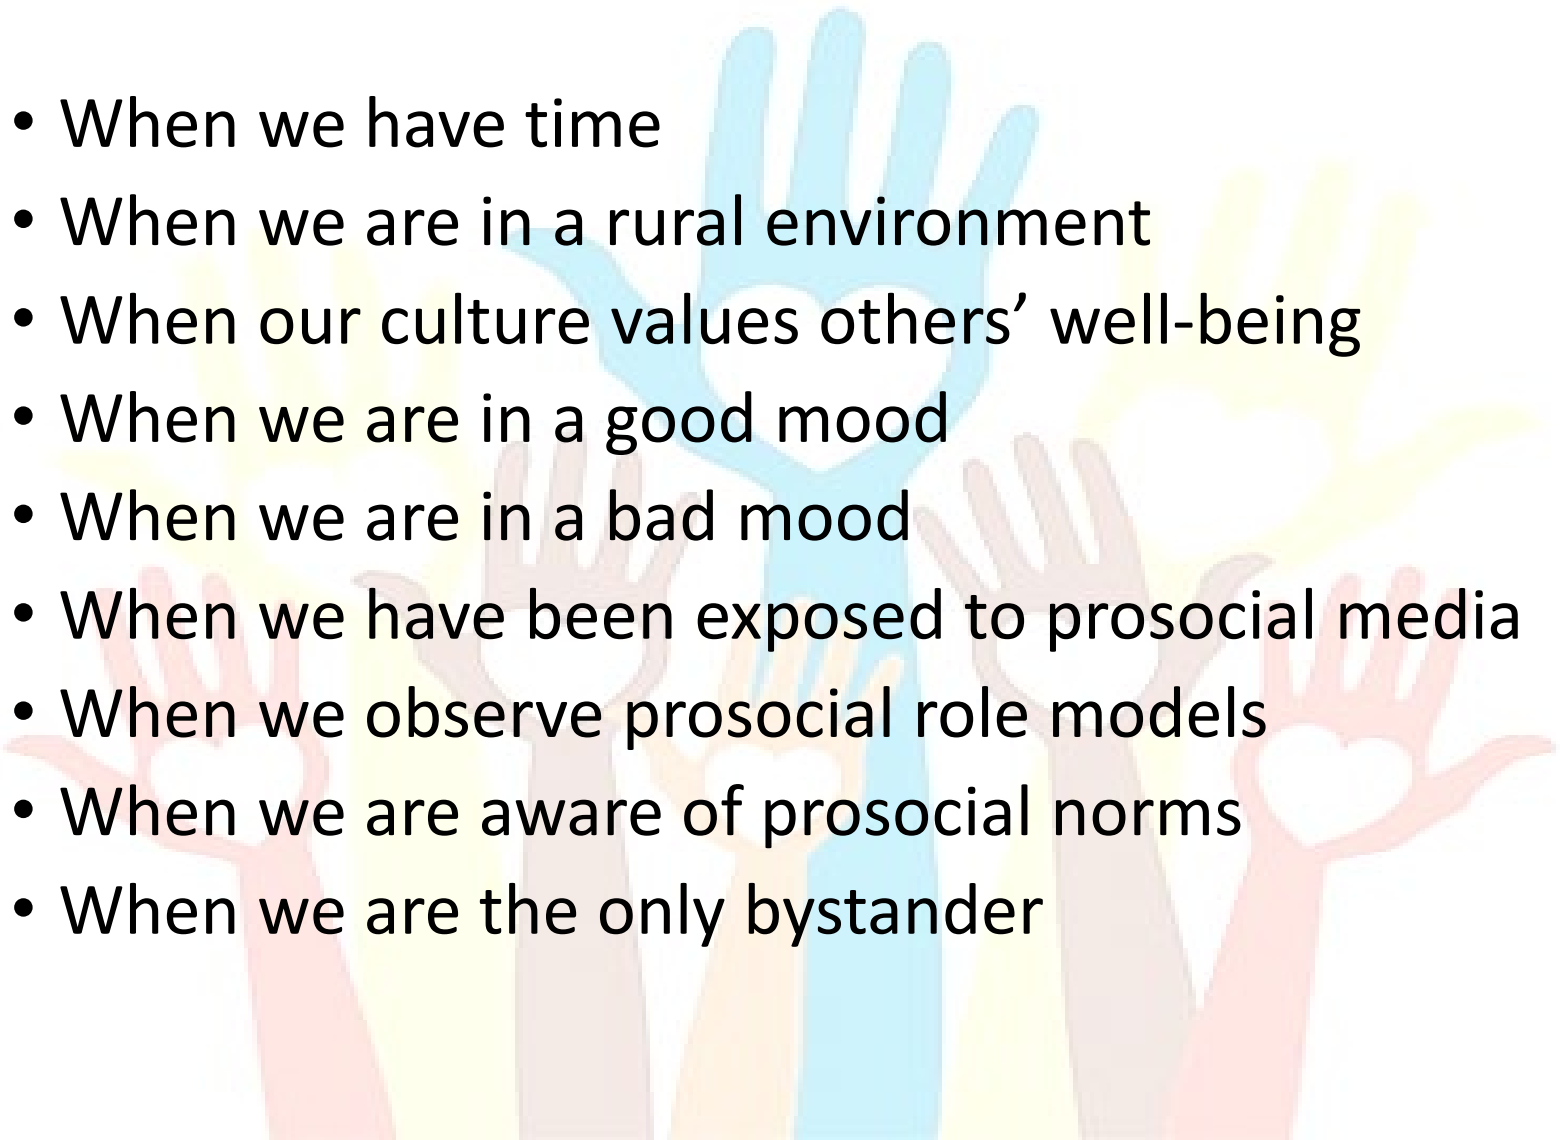 • When we have time
• When we are in a rural environment
• When our culture values others’ well-being
• When we are in a good mood
• When we are in a bad mood
• When we have been exposed to prosocial media
• When we observe prosocial role models
• When we are aware of prosocial norms
• When we are the only bystander